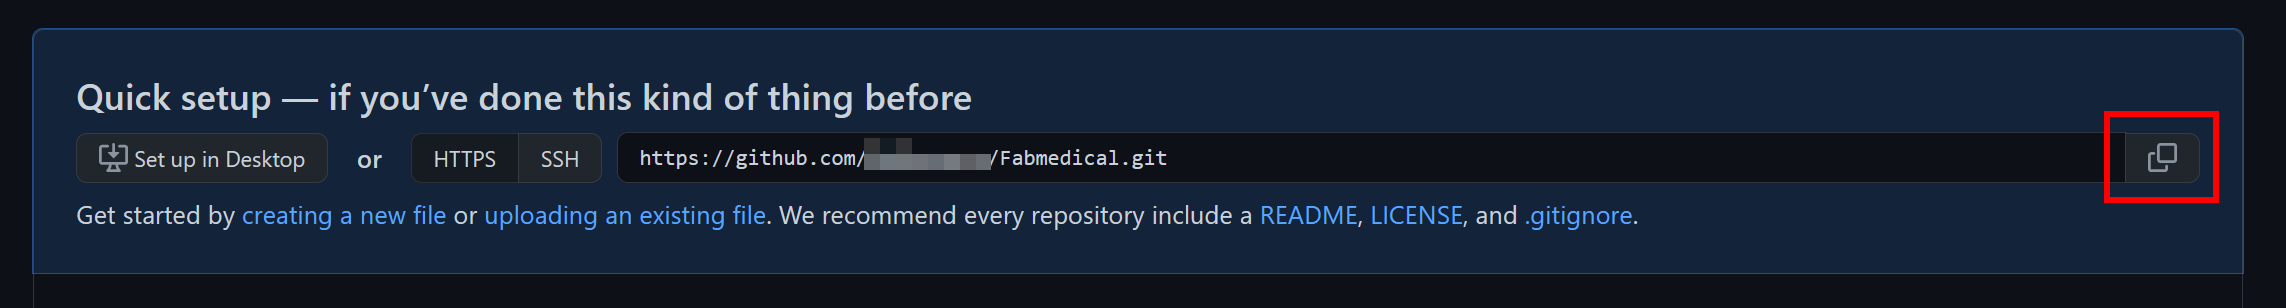 Quick setup — if you’ve done this kind of thing before
Set up in Desktop or HTTPS SSH https://github.com/ /Fabmedical.git
Get started by creating a new file or uploading an existing file. We recommend every repository include a README, LICENSE, and .gitignore.